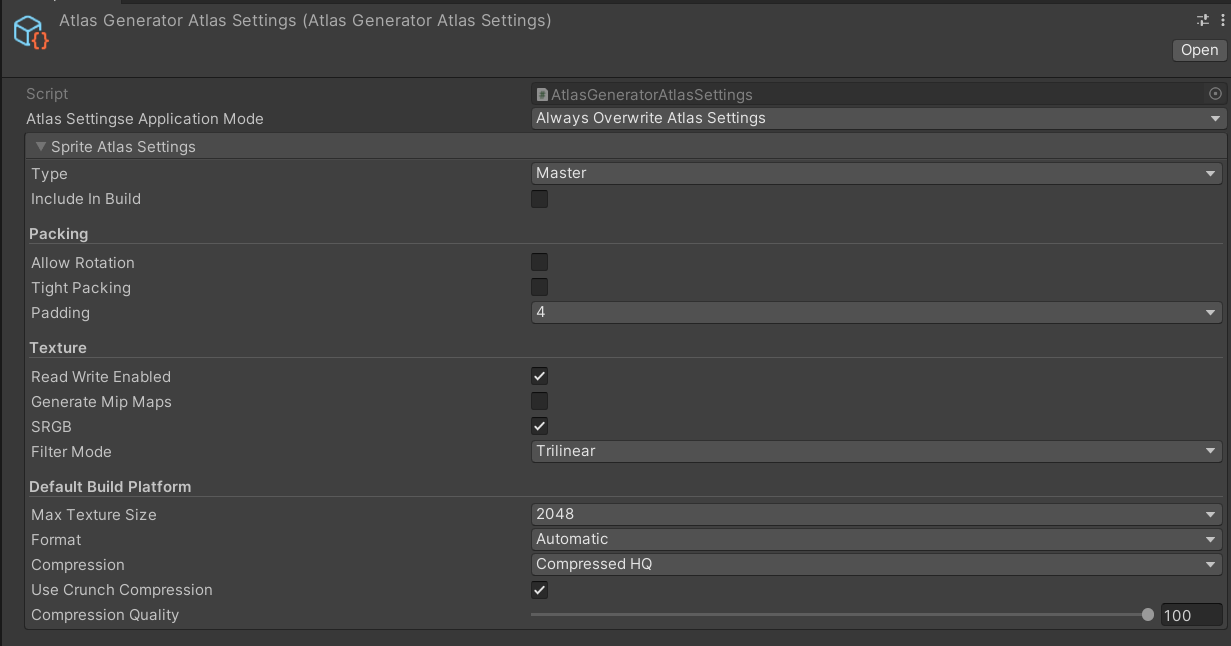 Atlas Generator Atlas Settings (Atlas Generator Atlas Settings)
Open
Script AtlasGeneratorAtlasSettings
Atlas Settingse Application Mode Always Overwrite Atlas Settings
Sprite Atlas Settings
Type Master
Include In Build
Packing
Allow Rotation
Tight Packing
Padding 4
Texture
Read Write Enabled
Generate Mip Maps
SRGB
Filter Mode Trilinear
Default Build Platform
Max Texture Size 2048
Format Automatic
Compression Compressed HQ
Use Crunch Compression
Compression Quality 100